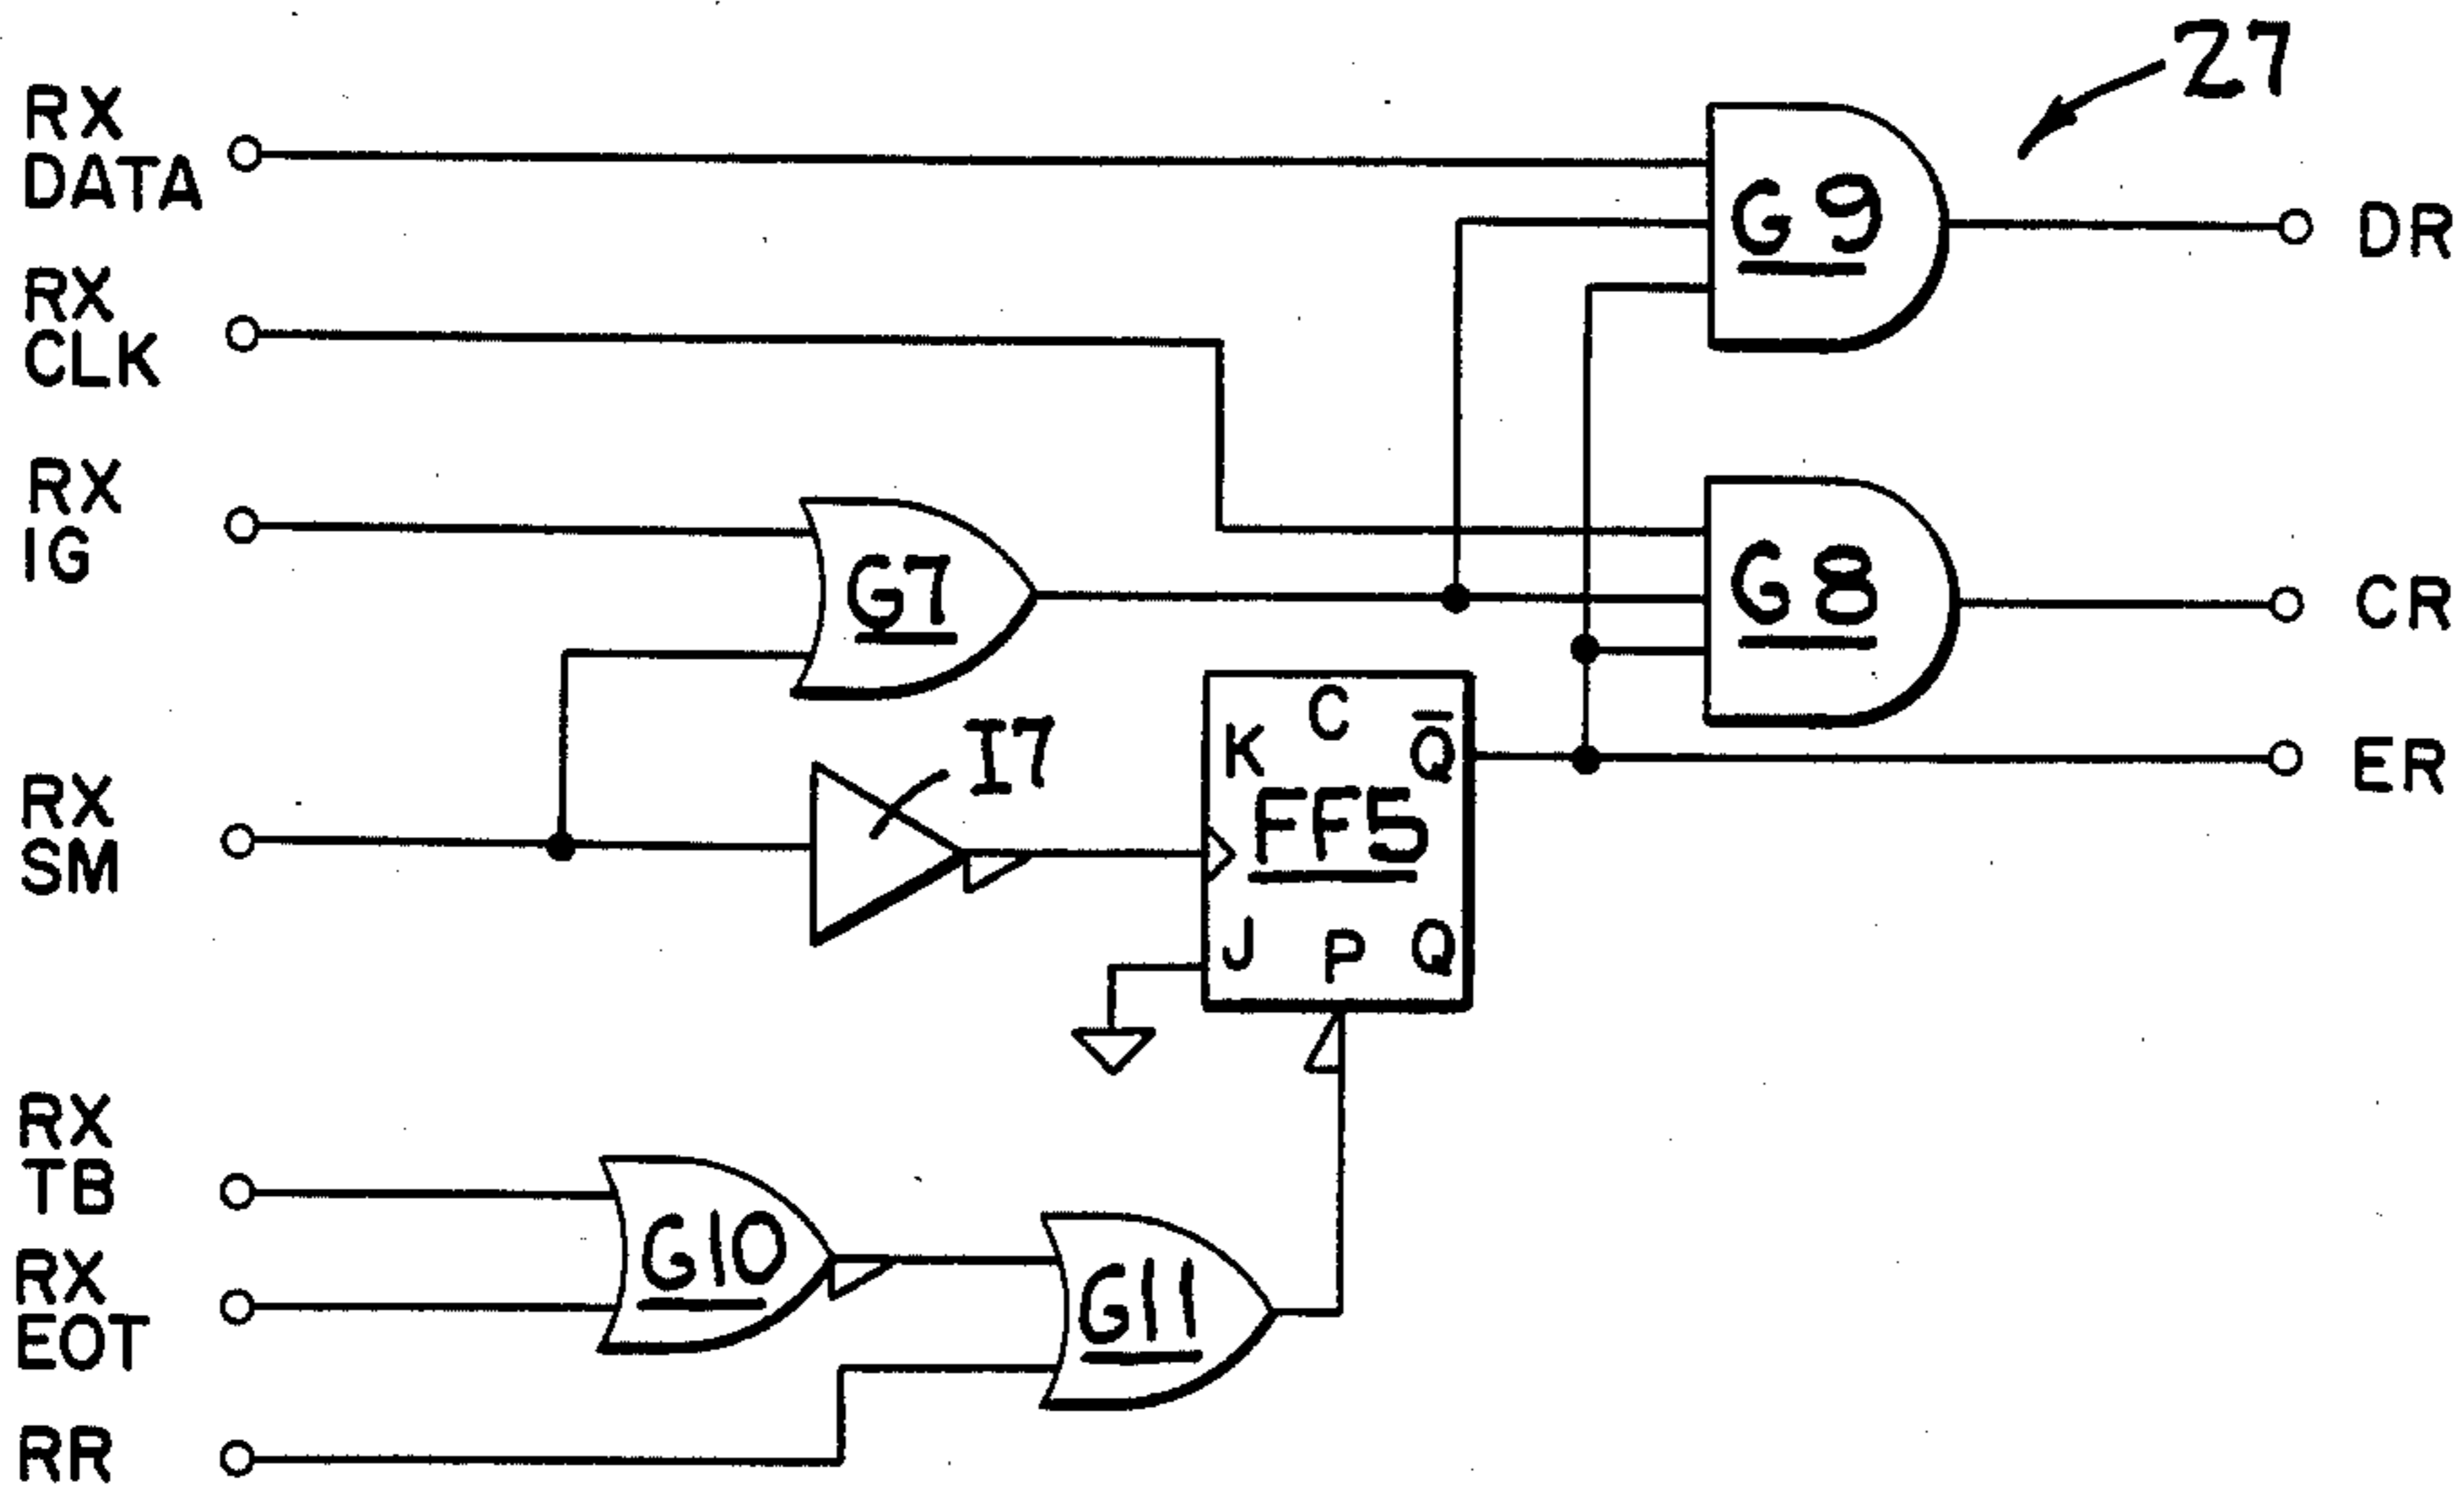 27
RX
DATA
G9
DR
RX
CLK
RX
IG
G7
G8
CR
I7
K C Q̅
FF5
J P Q
ER
RX
SM
RX
TB
G10
RX
EOT
G11
RR